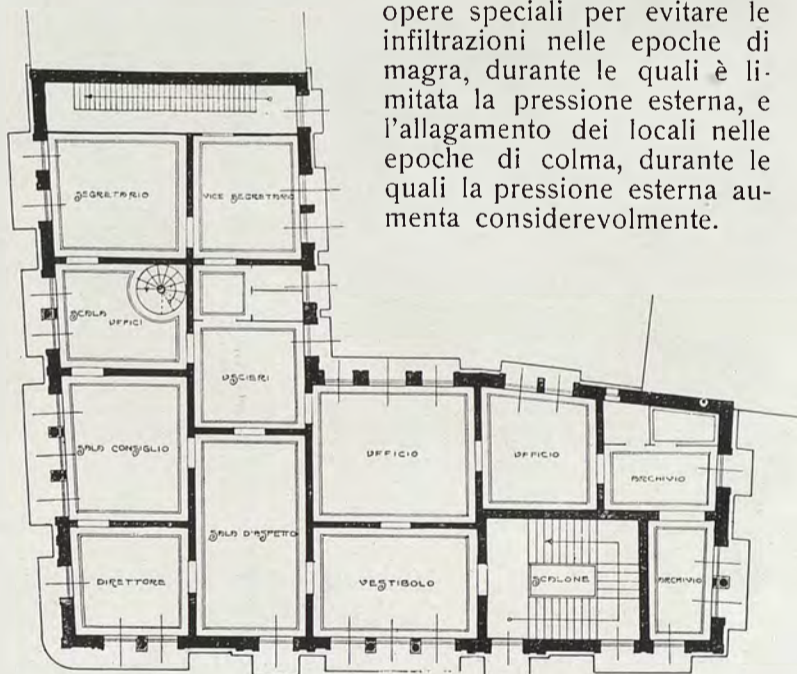 opere speciali per evitare le
infiltrazioni nelle epoche di
magra, durante le quali è li-
mitata la pressione esterna, e
l'allagamento dei locali nelle
epoche di colma, durante le
quali la pressione esterna au-
menta considerevolmente.
SEGRETARIO
VICE SEGRETARIO
SCALA
UFFICI
USCIERI
SALA CONSIGLIO
UFFICIO
UFFICIO
ARCHIVIO
SALA D'ASPETTO
DIRETTORE
VESTIBOLO
SCALONE
ARCHIVIO